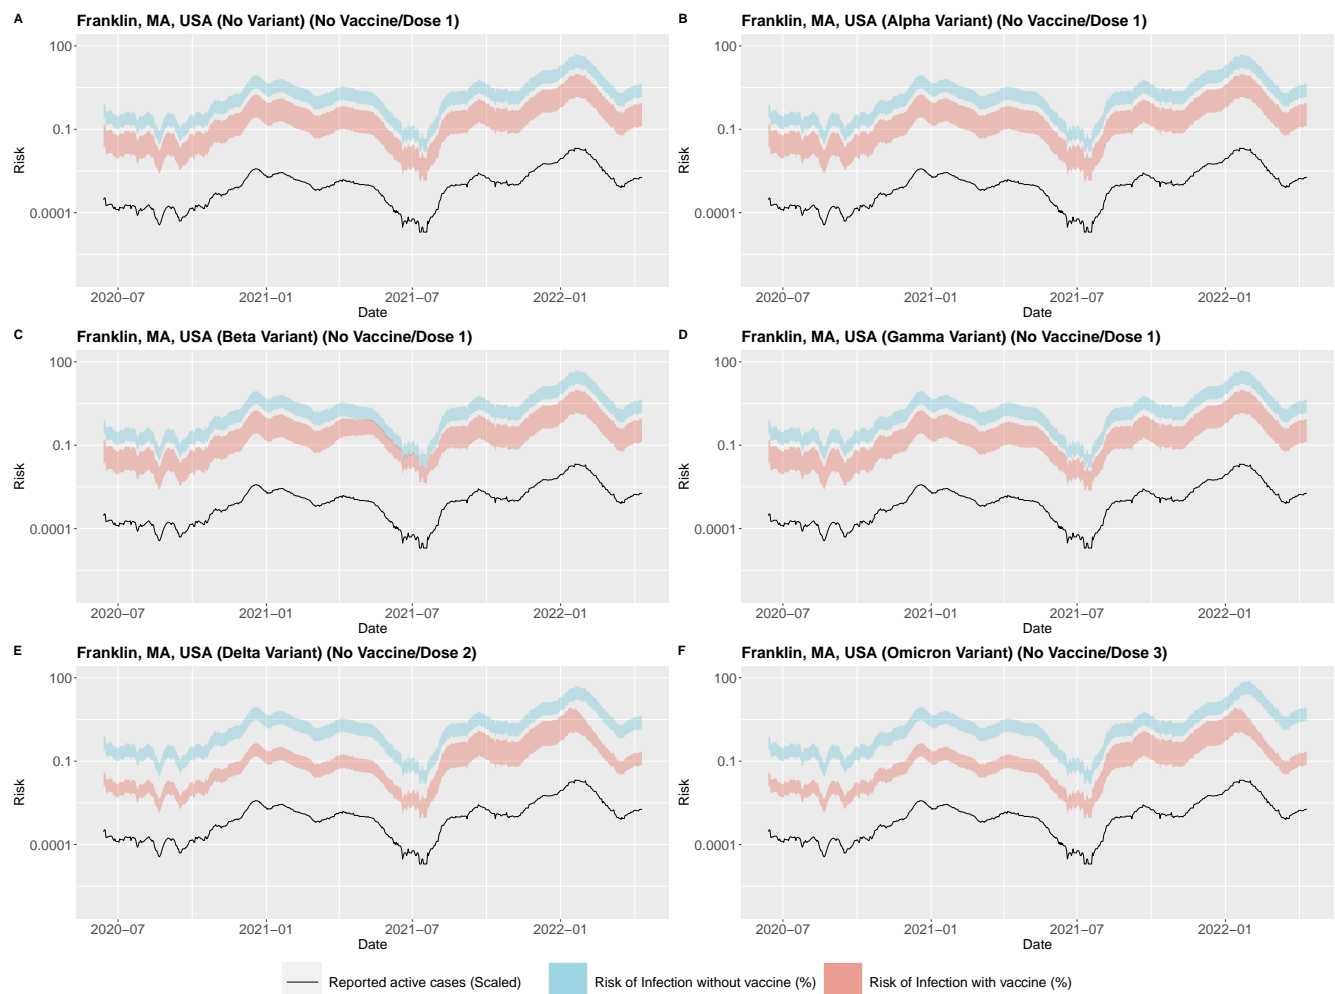 A Franklin, MA, USA (No Variant) (No Vaccine/Dose 1)
100
0.1
0.0001
Risk
2020–07 2021–01 2021–07 2022–01
Date
B Franklin, MA, USA (Alpha Variant) (No Vaccine/Dose 1)
100
0.1
0.0001
Risk
2020–07 2021–01 2021–07 2022–01
Date
C Franklin, MA, USA (Beta Variant) (No Vaccine/Dose 1)
100
0.1
0.0001
Risk
2020–07 2021–01 2021–07 2022–01
Date
D Franklin, MA, USA (Gamma Variant) (No Vaccine/Dose 1)
100
0.1
0.0001
Risk
2020–07 2021–01 2021–07 2022–01
Date
E Franklin, MA, USA (Delta Variant) (No Vaccine/Dose 2)
100
0.1
0.0001
Risk
2020–07 2021–01 2021–07 2022–01
Date
F Franklin, MA, USA (Omicron Variant) (No Vaccine/Dose 3)
100
0.1
0.0001
Risk
2020–07 2021–01 2021–07 2022–01
Date
Reported active cases (Scaled) Risk of Infection without vaccine (%) Risk of Infection with vaccine (%)